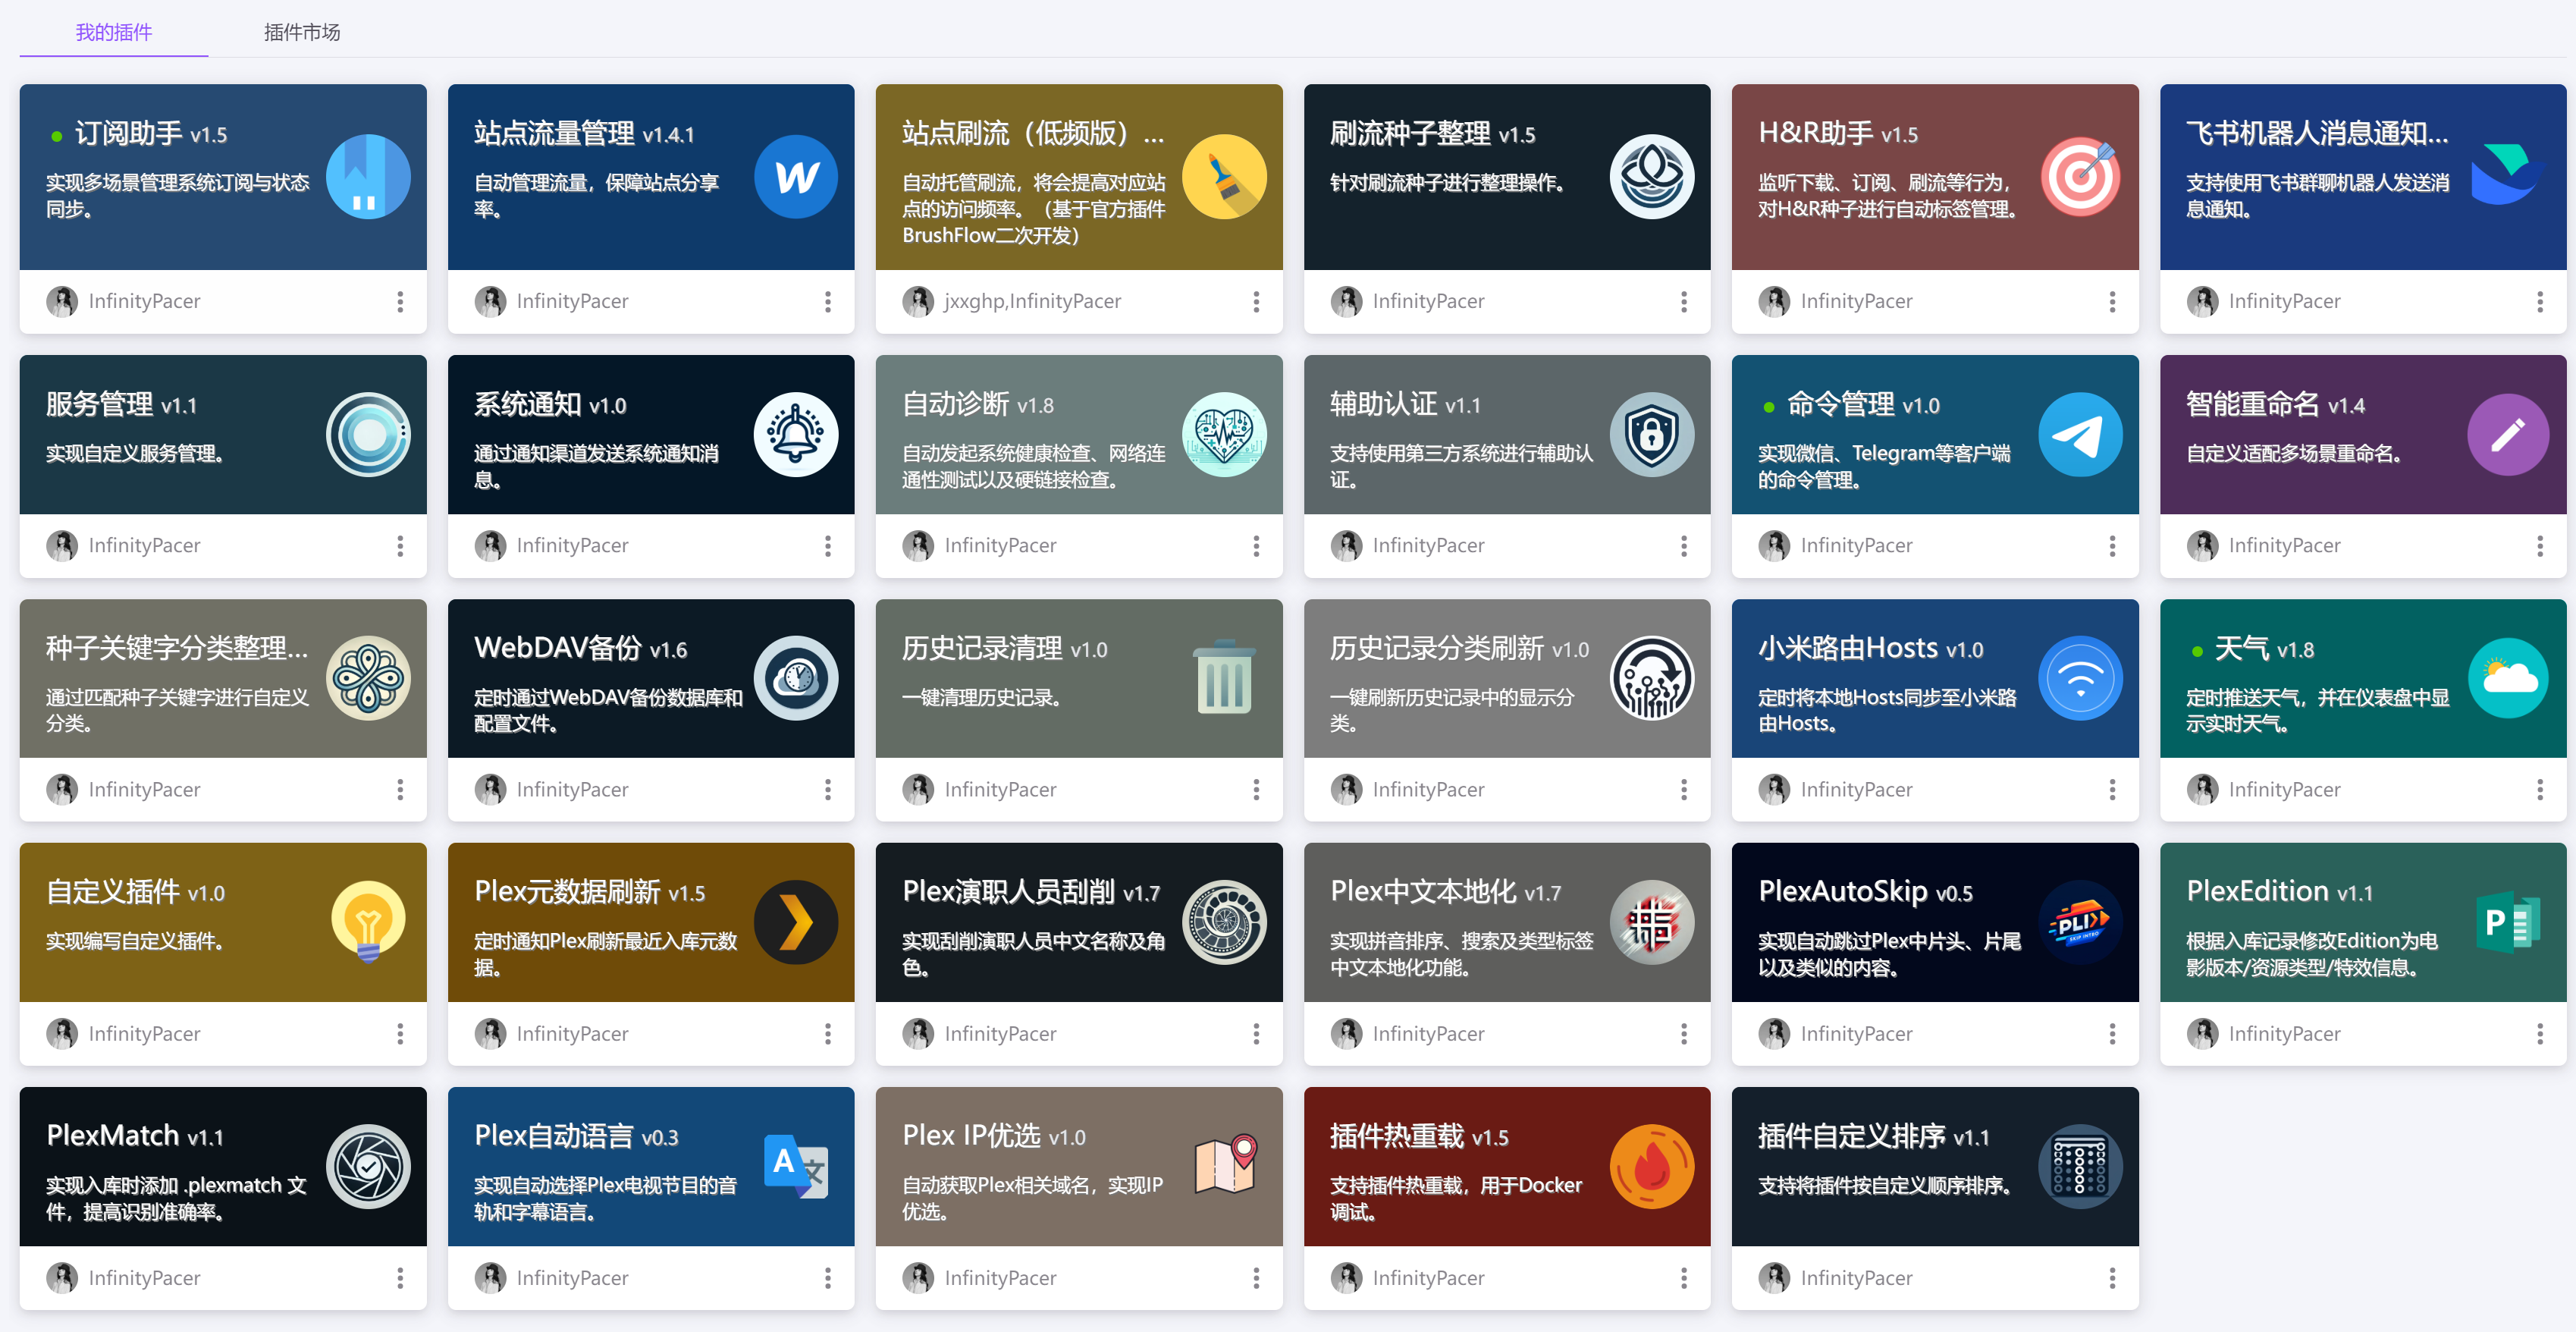 我的插件
插件市场
订阅助手 v1.5
实现多场景管理系统订阅与状态
同步。
InfinityPacer
站点流量管理 v1.4.1
自动管理流量，保障站点分享
率。
InfinityPacer
站点刷流（低频版）...
自动托管刷流，将会提高对应站
点的访问频率。（基于官方插件
BrushFlow二次开发）
jxxghp,InfinityPacer
刷流种子整理 v1.5
针对刷流种子进行整理操作。
InfinityPacer
H&R助手 v1.5
监听下载、订阅、刷流等行为，
对H&R种子进行自动标签管理。
InfinityPacer
飞书机器人消息通知...
支持使用飞书群聊机器人发送消
息通知。
InfinityPacer
服务管理 v1.1
实现自定义服务管理。
InfinityPacer
系统通知 v1.0
通过通知渠道发送系统通知消
息。
InfinityPacer
自动诊断 v1.8
自动发起系统健康检查、网络连
通性测试以及硬链接检查。
InfinityPacer
辅助认证 v1.1
支持使用第三方系统进行辅助认
证。
InfinityPacer
命令管理 v1.0
实现微信、Telegram等客户端
的命令管理。
InfinityPacer
智能重命名 v1.4
自定义适配多场景重命名。
InfinityPacer
种子关键字分类整理...
通过匹配种子关键字进行自定义
分类。
InfinityPacer
WebDAV备份 v1.6
定时通过WebDAV备份数据库和
配置文件。
InfinityPacer
历史记录清理 v1.0
一键清理历史记录。
InfinityPacer
历史记录分类刷新 v1.0
一键刷新历史记录中的显示分
类。
InfinityPacer
小米路由Hosts v1.0
定时将本地Hosts同步至小米路
由Hosts。
InfinityPacer
天气 v1.8
定时推送天气，并在仪表盘中显
示实时天气。
InfinityPacer
自定义插件 v1.0
实现编写自定义插件。
InfinityPacer
Plex元数据刷新 v1.5
定时通知Plex刷新最近入库元数
据。
InfinityPacer
Plex演职人员刮削 v1.7
实现刮削演职人员中文名称及角
色。
InfinityPacer
Plex中文本地化 v1.7
实现拼音排序、搜索及类型标签
中文本地化功能。
InfinityPacer
PlexAutoSkip v0.5
实现自动跳过Plex中片头、片尾
以及类似的内容。
InfinityPacer
PlexEdition v1.1
根据入库记录修改Edition为电
影版本/资源类型/特效信息。
InfinityPacer
PlexMatch v1.1
实现入库时添加 .plexmatch 文
件，提高识别准确率。
InfinityPacer
Plex自动语言 v0.3
实现自动选择Plex电视节目的音
轨和字幕语言。
InfinityPacer
Plex IP优选 v1.0
自动获取Plex相关域名，实现IP
优选。
InfinityPacer
插件热重载 v1.5
支持插件热重载，用于Docker
调试。
InfinityPacer
插件自定义排序 v1.1
支持将插件按自定义顺序排序。
InfinityPacer